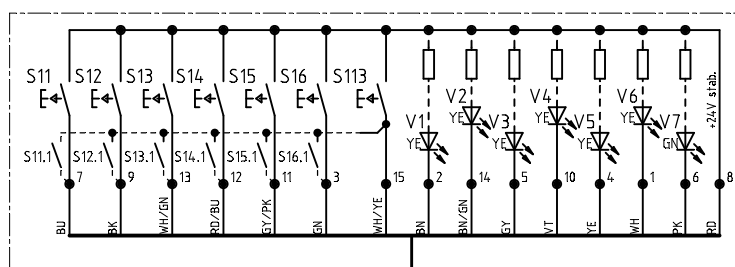 S11 S12 S13 S14 S15 S16 S113
V1 V2 V3 V4 V5 V6 V7
YE YE YE YE YE YE GN
+24V stab.
S11.1 S12.1 S13.1 S14.1 S15.1 S16.1
7 9 13 12 11 3 15 2 14 5 10 4 1 6 8
BU BK WH/GN RD/BU GY/PK GN WH/YE BN BN/GN GY VT YE WH PK RD